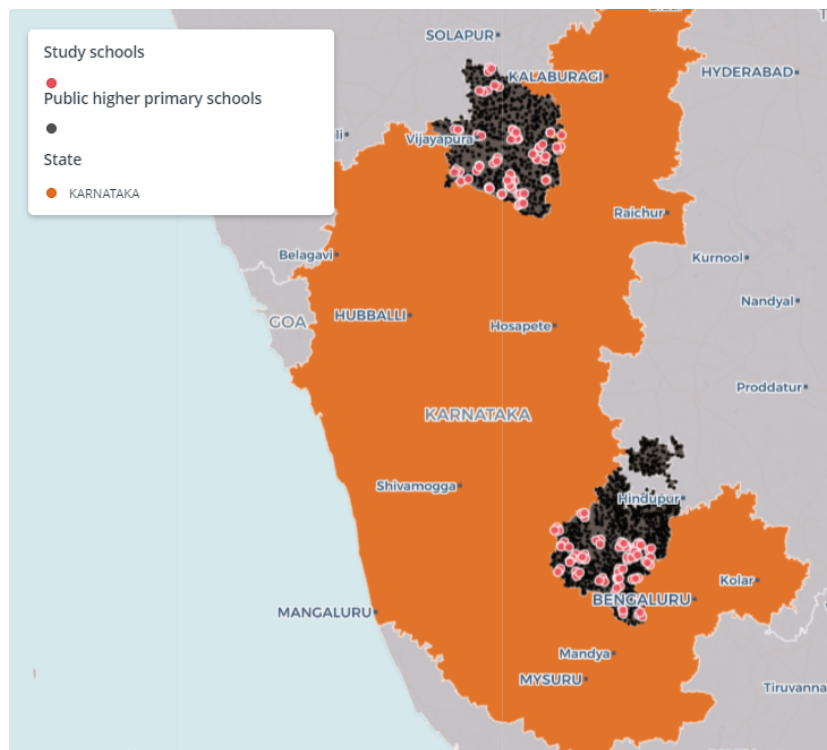 Study schools
Public higher primary schools
State
KARNATAKA
SOLAPUR
KALABURAGI
HYDERABAD
Vijayapura
Raichur
Belagavi
Kurnool
Nandyal
GOA
HUBBALLI
Hosapete
Proddatur
KARNATAKA
Shivamogga
Hindupur
Kolar
BENGALURU
MANGALURU
Mandya
MYSURU
Tiruvanna